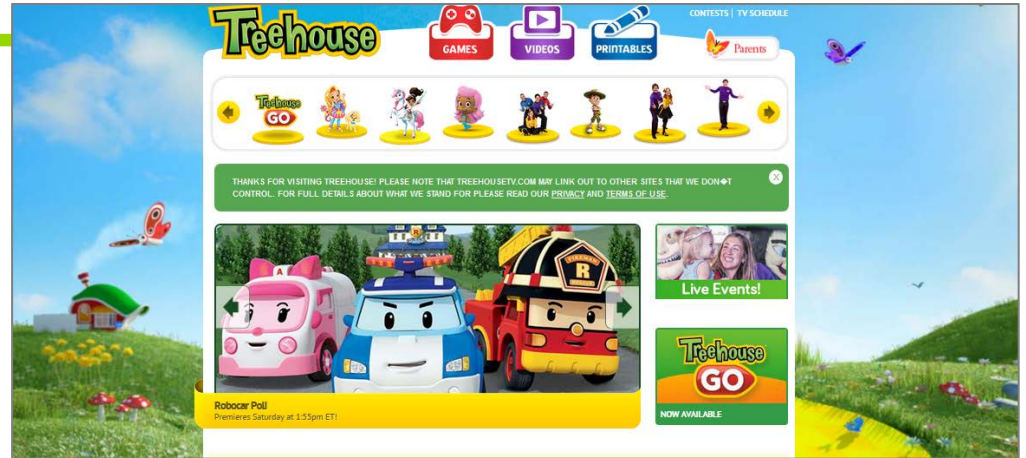 Treehouse
GAMES
VIDEOS
PRINTABLES
CONTESTS | TV SCHEDULE
Parents
Treehouse
GO
THANKS FOR VISITING TREEHOUSE! PLEASE NOTE THAT TREEHOUSETV.COM MAY LINK OUT TO OTHER SITES THAT WE DON�T
CONTROL. FOR FULL DETAILS ABOUT WHAT WE STAND FOR PLEASE READ OUR PRIVACY AND TERMS OF USE.
X
A
FIREMAN
R
Live Events!
Treehouse
GO
NOW AVAILABLE
Robocar Poli
Premieres Saturday at 1:55pm ET!